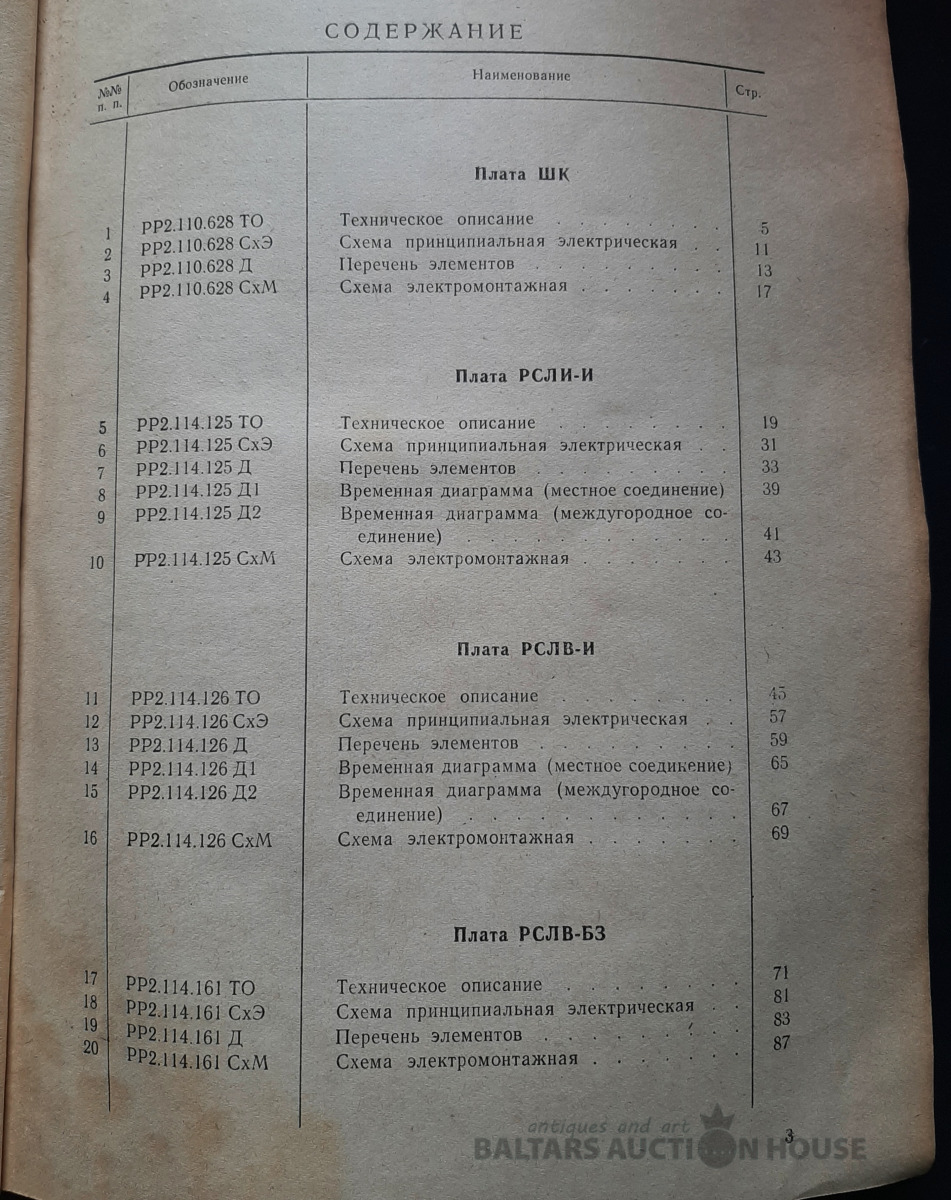 СОДЕРЖАНИЕ
№№ п. п. Обозначение Наименование Стр.
Плата ШК
1 РР2.110.628 ТО Техническое описание . . . . . . . 5
2 РР2.110.628 СхЭ Схема принципиальная электрическая . . 11
3 РР2.110.628 Д Перечень элементов . . . . . . . . 13
4 РР2.110.628 СхМ Схема электромонтажная . . . . . . . 17
Плата РСЛИ-И
5 РР2.114.125 ТО Техническое описание . . . . . . . . 19
6 РР2.114.125 СхЭ Схема принципиальная электрическая . . 31
7 РР2.114.125 Д Перечень элементов . . . . . . . . . 33
8 РР2.114.125 Д1 Временная диаграмма (местное соединение) 39
9 РР2.114.125 Д2 Временная диаграмма (междугородное со-
единение) . . . . . . . . . . . . 41
10 РР2.114.125 СхМ Схема электромонтажная . . . . . . . 43
Плата РСЛВ-И
11 РР2.114.126 ТО Техническое описание . . . . . . . . 45
12 РР2.114.126 СхЭ Схема принципиальная электрическая . . 57
13 РР2.114.126 Д Перечень элементов . . . . . . . . . 59
14 РР2.114.126 Д1 Временная диаграмма (местное соединение) 65
15 РР2.114.126 Д2 Временная диаграмма (междугородное со-
единение) . . . . . . . . . . . . 67
16 РР2.114.126 СхМ Схема электромонтажная . . . . . . . 69
Плата РСЛВ-БЗ
17 РР2.114.161 ТО Техническое описание . . . . . . . . 71
18 РР2.114.161 СхЭ Схема принципиальная электрическая . . 81
19 РР2.114.161 Д Перечень элементов . . . . . . . . . 83
20 РР2.114.161 СхМ Схема электромонтажная . . . . . . . 87
3
antiques and art
BALTARS AUCTION HOUSE